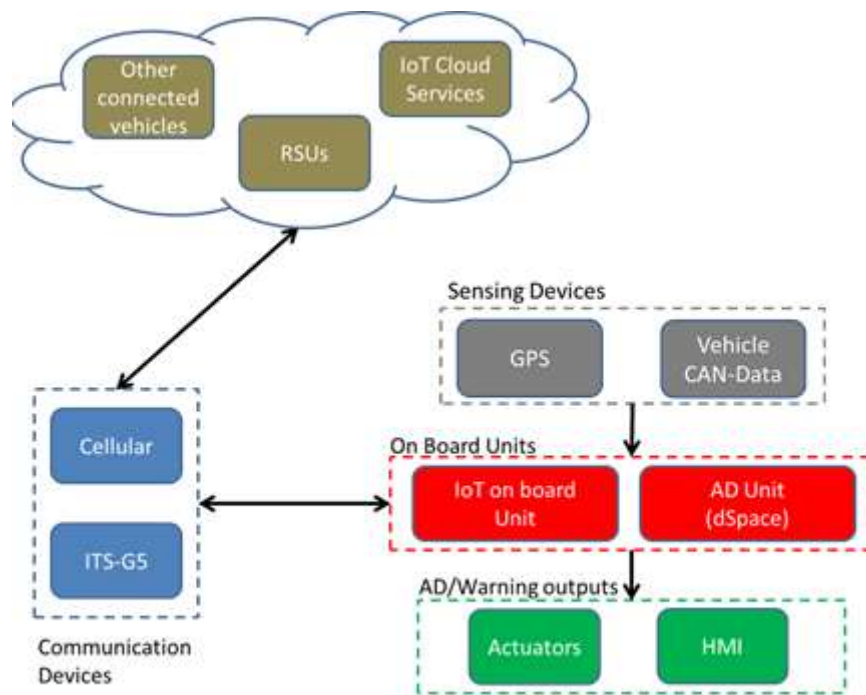 Other
connected
vehicles
IoT Cloud
Services
RSUs
Sensing Devices
GPS
Vehicle
CAN-Data
Cellular
ITS-G5
Communication
Devices
On Board Units
IoT on board
Unit
AD Unit
(dSpace)
AD/Warning outputs
Actuators
HMI